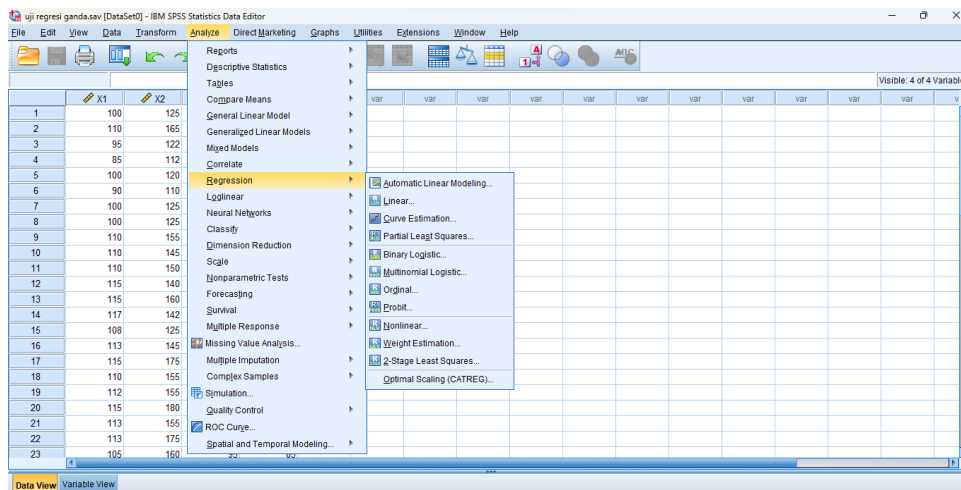 uji regresi ganda.sav [DataSet0] - IBM SPSS Statistics Data Editor
File Edit View Data Transform Analyze Direct Marketing Graphs Utilities Extensions Window Help
Visible: 4 of 4 Variable
X1 X2 var var var var var var var var var var v
1 100 125
2 110 165
3 95 122
4 85 112
5 100 120
6 90 110
7 100 125
8 100 125
9 110 155
10 110 145
11 110 150
12 115 140
13 115 160
14 117 142
15 108 125
16 113 145
17 115 175
18 110 155
19 112 155
20 115 180
21 113 155
22 113 175
23 105 160 95 65
Reports
Descriptive Statistics
Tables
Compare Means
General Linear Model
Generalized Linear Models
Mixed Models
Correlate
Regression
Loglinear
Neural Networks
Classify
Dimension Reduction
Scale
Nonparametric Tests
Forecasting
Survival
Multiple Response
Missing Value Analysis...
Multiple Imputation
Complex Samples
Simulation...
Quality Control
ROC Curve...
Spatial and Temporal Modeling...
Automatic Linear Modeling...
Linear...
Curve Estimation...
Partial Least Squares...
Binary Logistic...
Multinomial Logistic...
Ordinal...
Probit...
Nonlinear...
Weight Estimation...
2-Stage Least Squares...
Optimal Scaling (CATREG)...
Data View Variable View